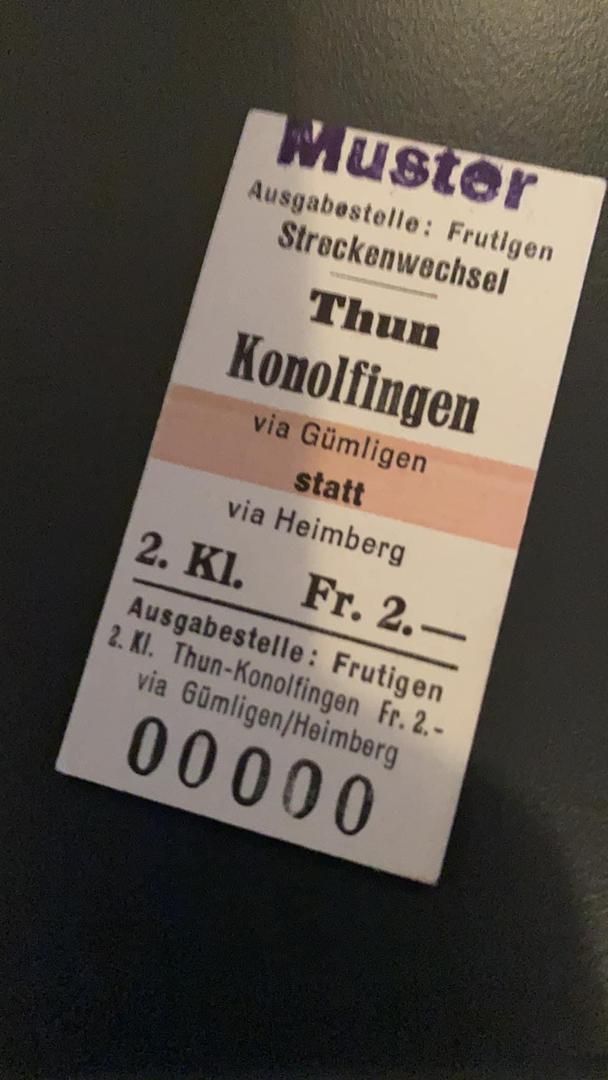 Muster
Ausgabestelle: Frutigen
Streckenwechsel
Thun
Konolfingen
via Gümligen
statt
via Heimberg
2. Kl. Fr. 2.—
Ausgabestelle: Frutigen
2. Kl. Thun-Konolfingen Fr. 2.-
via Gümligen/Heimberg
00000